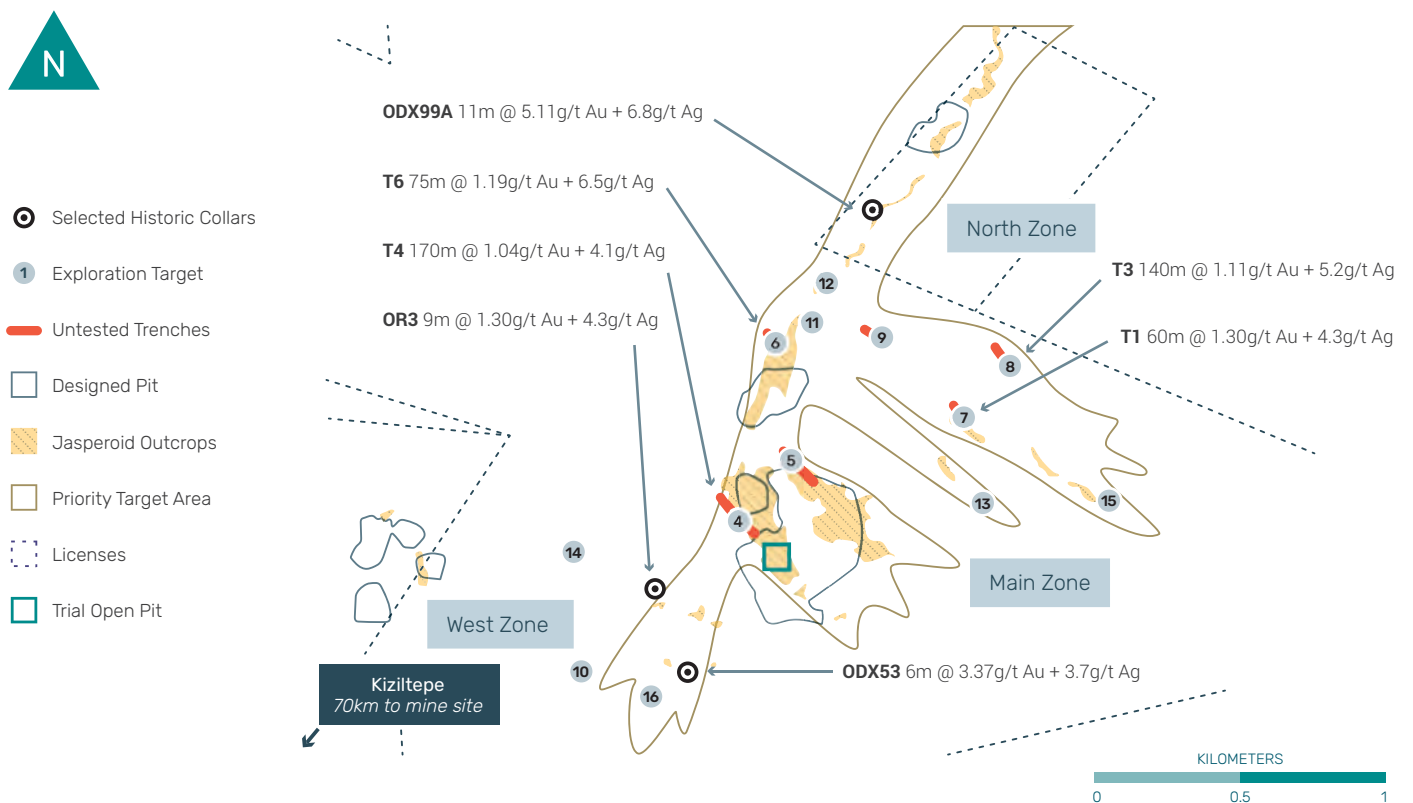 N
Selected Historic Collars
1 Exploration Target
Untested Trenches
Designed Pit
Jasperoid Outcrops
Priority Target Area
Licenses
Trial Open Pit
ODX99A 11m @ 5.11g/t Au + 6.8g/t Ag
T6 75m @ 1.19g/t Au + 6.5g/t Ag
T4 170m @ 1.04g/t Au + 4.1g/t Ag
OR3 9m @ 1.30g/t Au + 4.3g/t Ag
North Zone
T3 140m @ 1.11g/t Au + 5.2g/t Ag
T1 60m @ 1.30g/t Au + 4.3g/t Ag
12
11
6
9
8
7
5
4
13
15
14
10
16
Main Zone
West Zone
ODX53 6m @ 3.37g/t Au + 3.7g/t Ag
Kiziltepe
70km to mine site
KILOMETERS
0 0.5 1